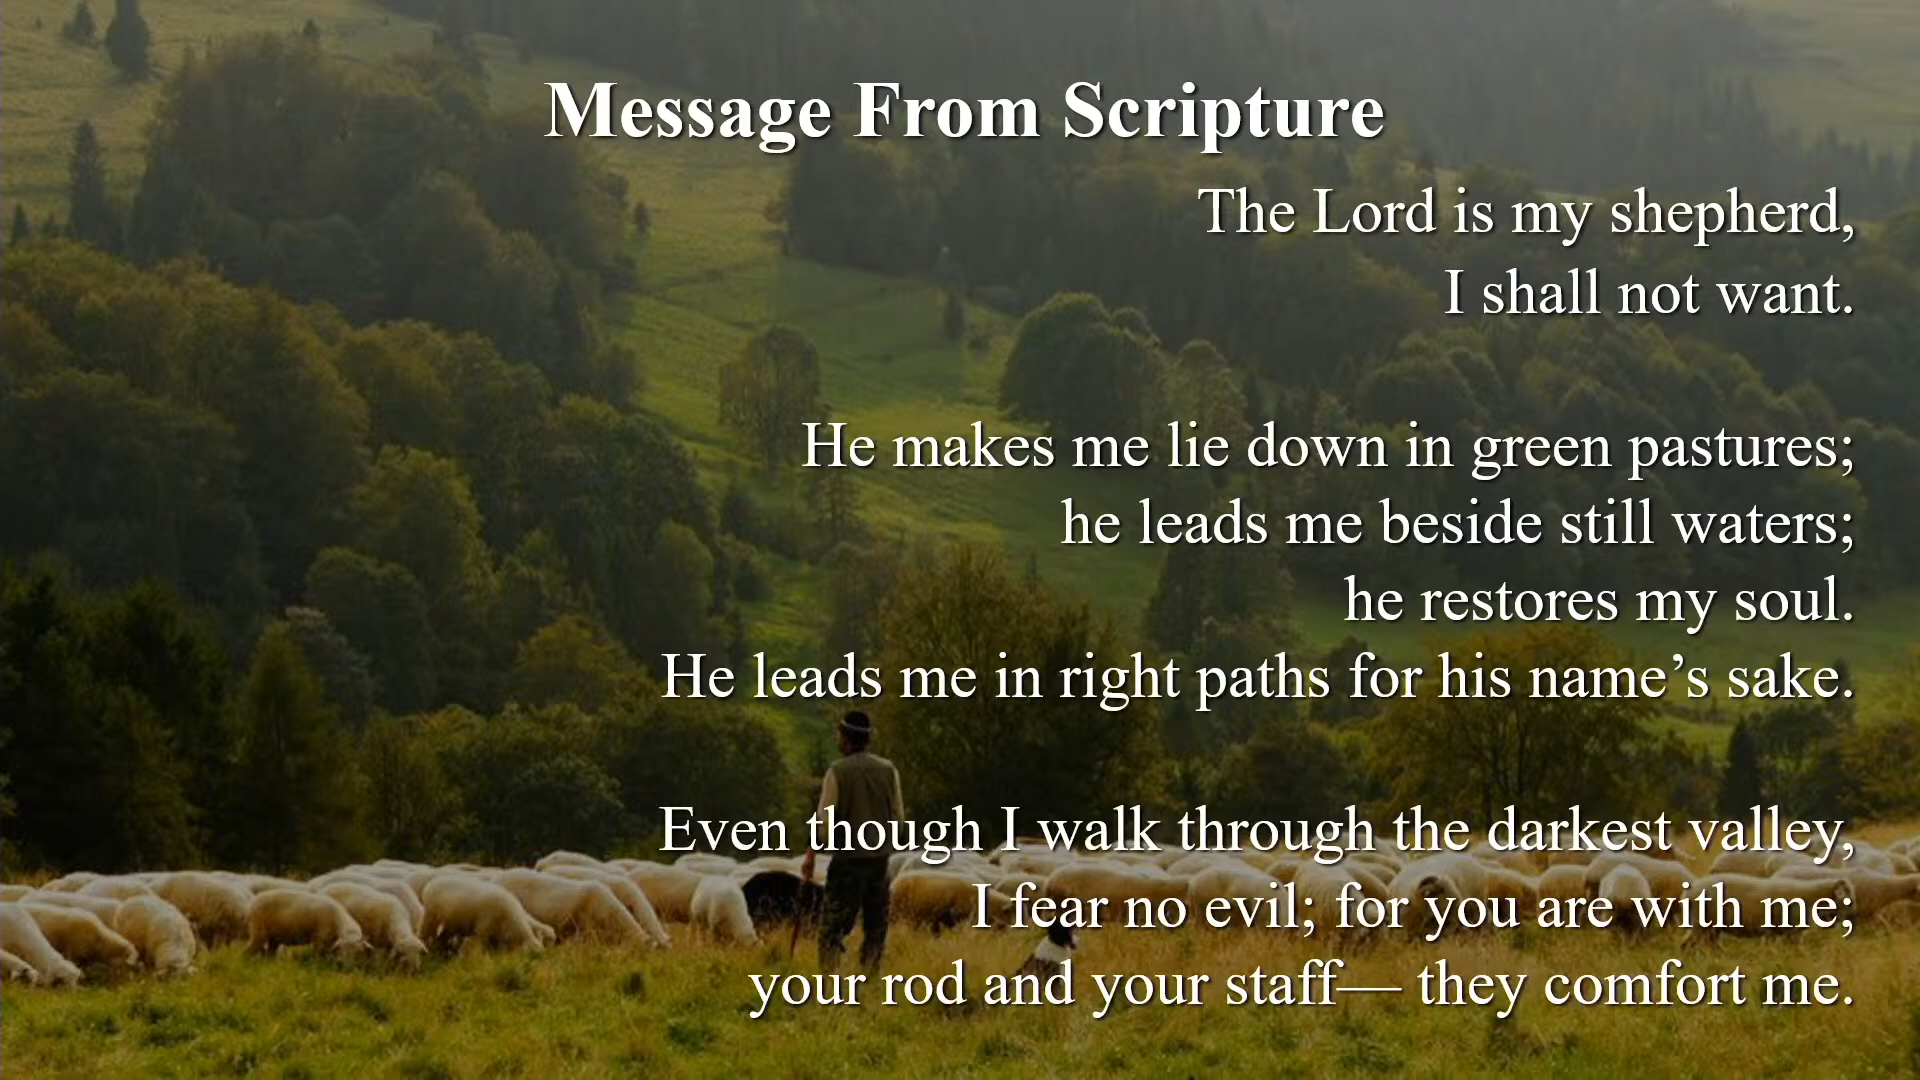 Message From Scripture
The Lord is my shepherd,
I shall not want.
He makes me lie down in green pastures;
he leads me beside still waters;
he restores my soul.
He leads me in right paths for his name’s sake.
Even though I walk through the darkest valley,
I fear no evil; for you are with me;
your rod and your staff— they comfort me.